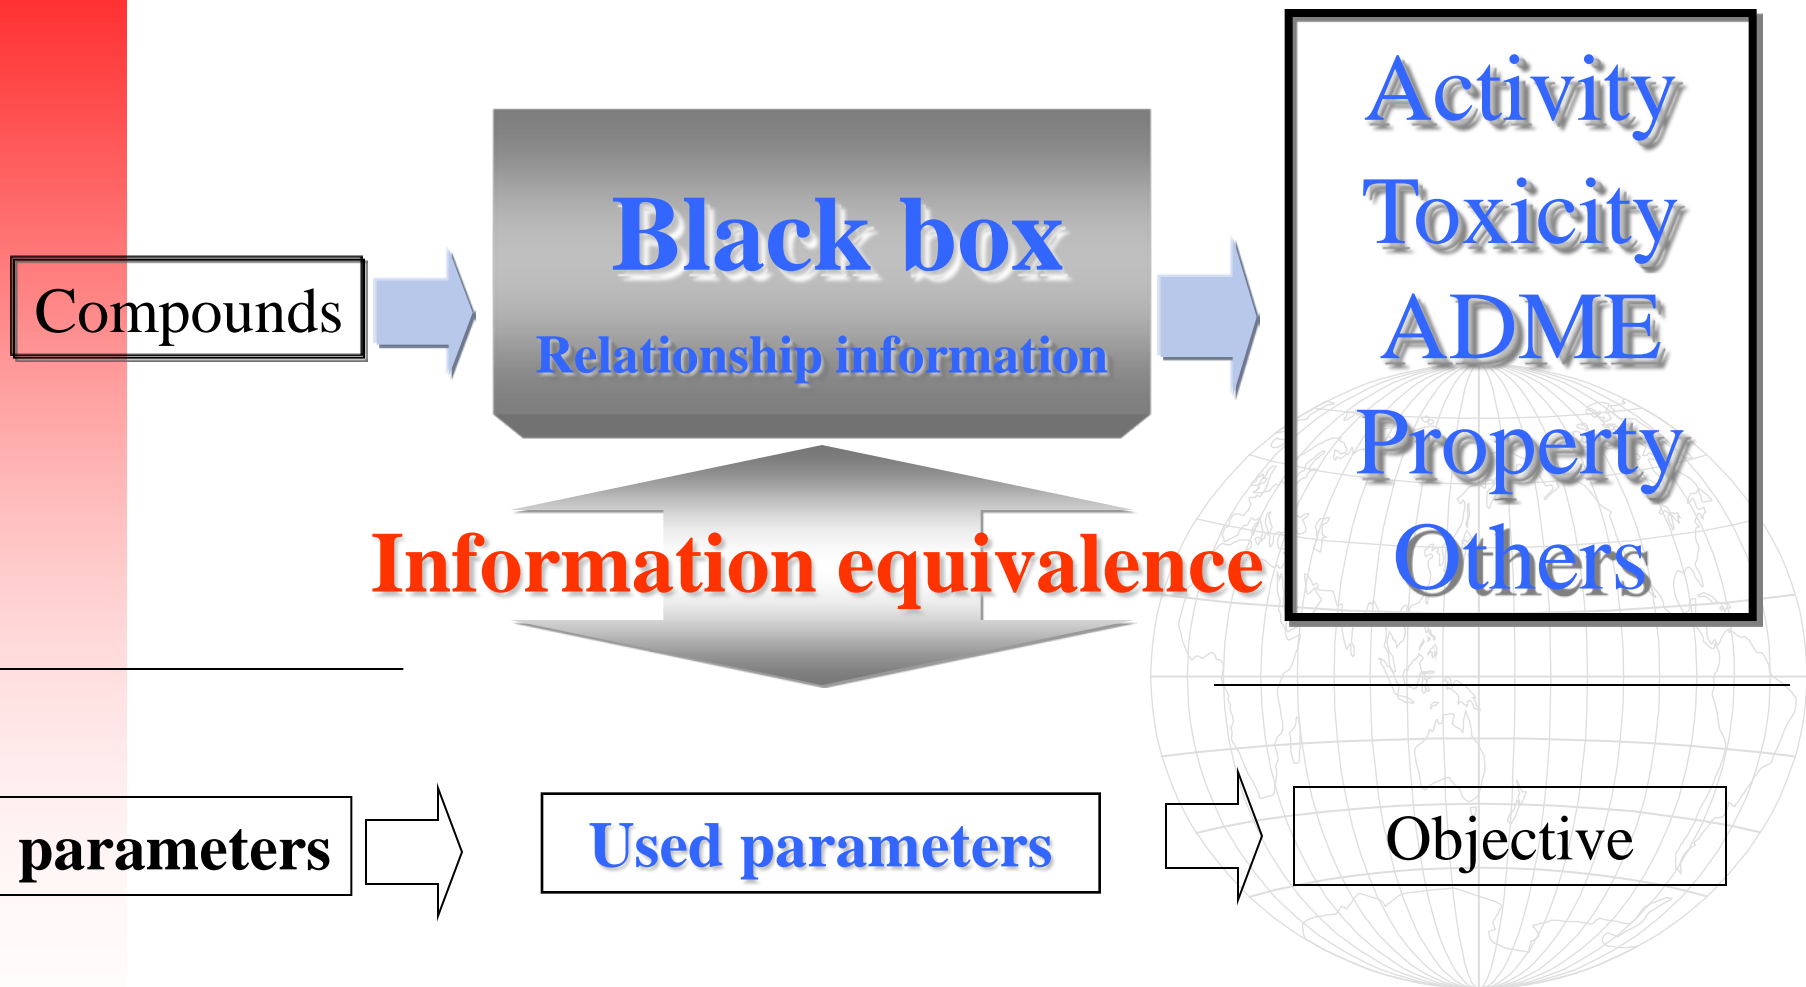 Compounds
Black box
Relationship information
Activity
Toxicity
ADME
Property
Others
Information equivalence
parameters
Used parameters
Objective